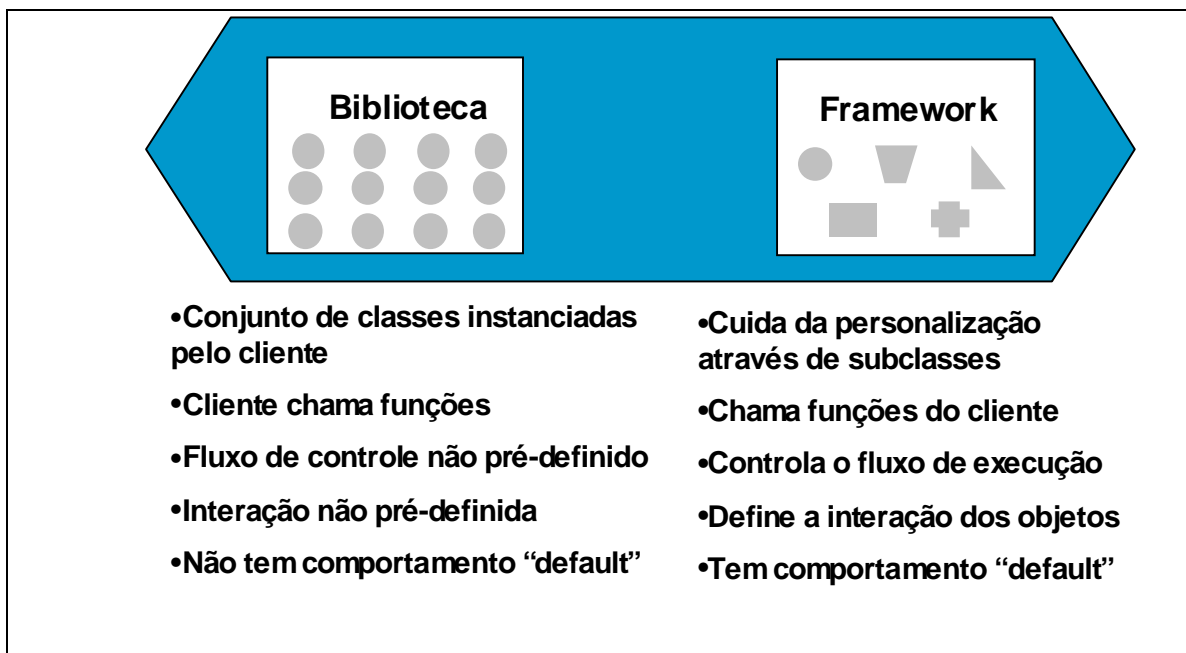 Biblioteca
•Conjunto de classes instanciadas
pelo cliente
•Cliente chama funções
•Fluxo de controle não pré-definido
•Interação não pré-definida
•Não tem comportamento “default”
Framework
•Cuida da personalização
através de subclasses
•Chama funções do cliente
•Controla o fluxo de execução
•Define a interação dos objetos
•Tem comportamento “default”